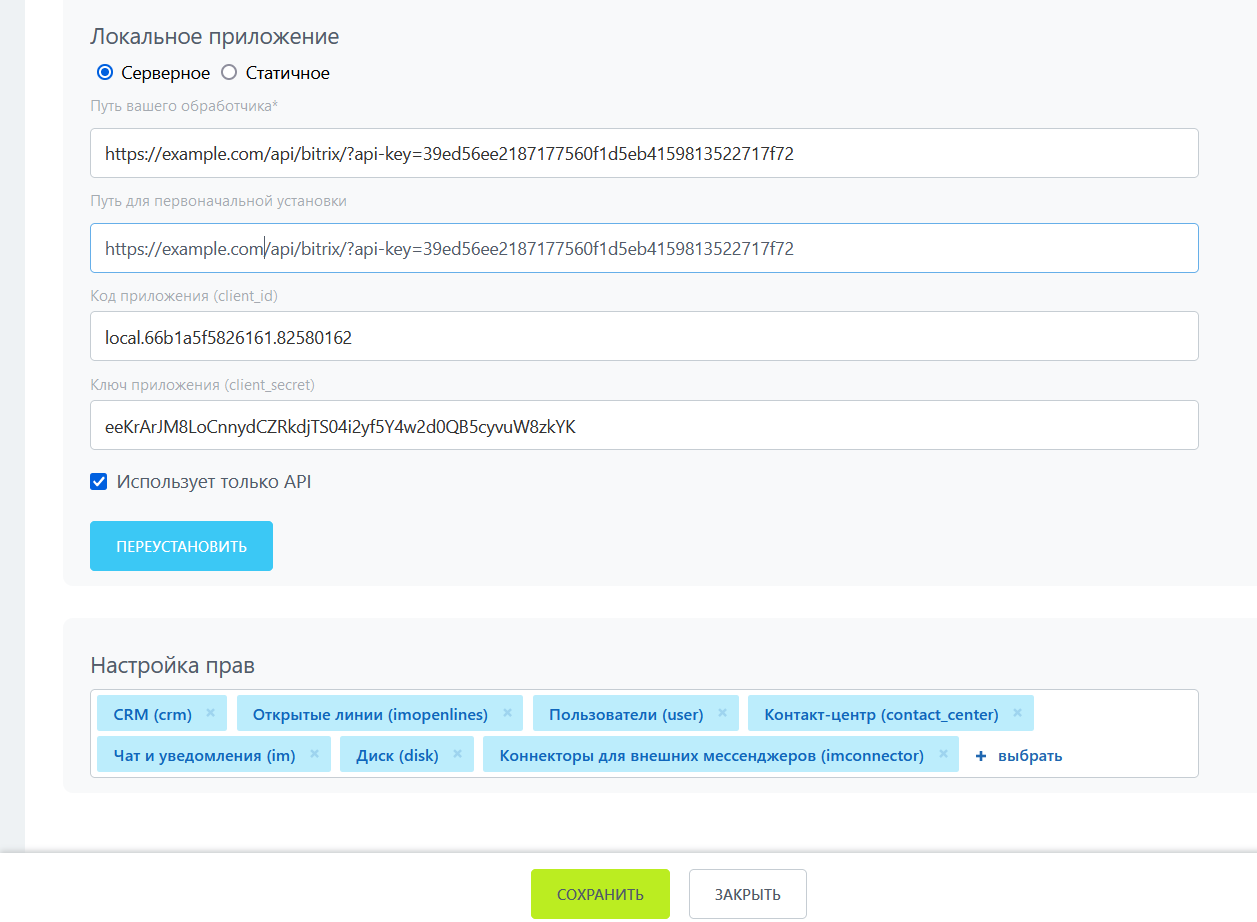 Локальное приложение
Серверное Статичное
Путь вашего обработчика*
https://example.com/api/bitrix/?api-key=39ed56ee2187177560f1d5eb4159813522717f72
Путь для первоначальной установки
https://example.com/api/bitrix/?api-key=39ed56ee2187177560f1d5eb4159813522717f72
Код приложения (client_id)
local.66b1a5f5826161.82580162
Ключ приложения (client_secret)
eeKrArJM8LoCnnydCZRkdjTS04i2yf5Y4w2d0QB5cyvuW8zkYK
Использует только API
ПЕРЕУСТАНОВИТЬ
Настройка прав
CRM (crm) × Открытые линии (imopenlines) × Пользователи (user) × Контакт-центр (contact_center) ×
Чат и уведомления (im) × Диск (disk) × Коннекторы для внешних мессенджеров (imconnector) × + выбрать
СОХРАНИТЬ ЗАКРЫТЬ